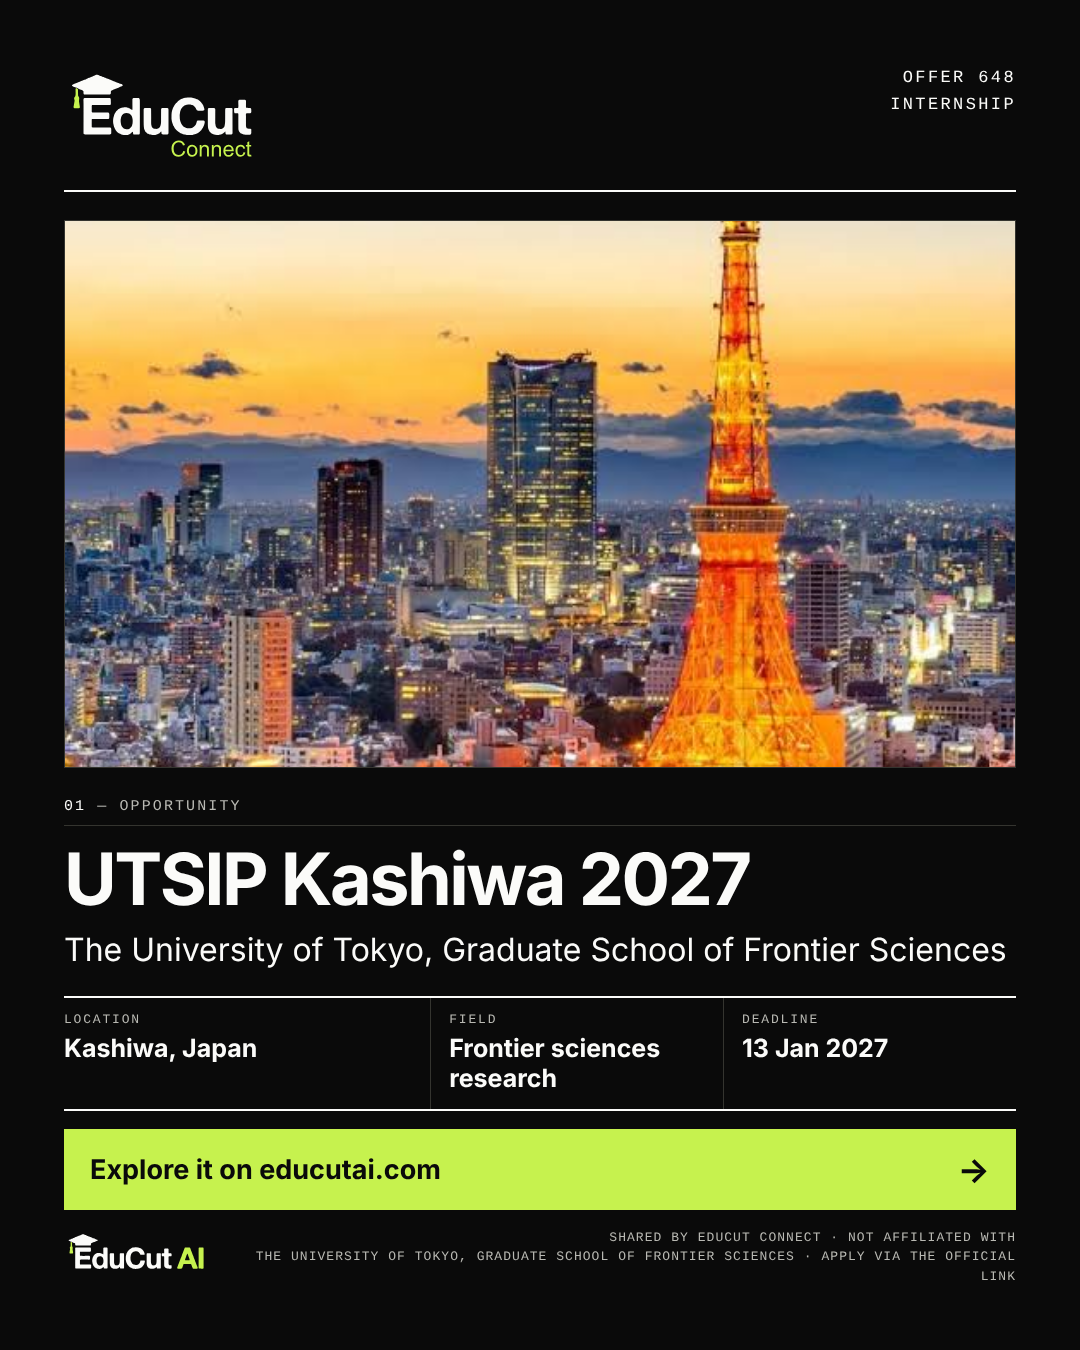 EduCut
Connect
OFFER 648
INTERNSHIP
01 — OPPORTUNITY
UTSIP Kashiwa 2027
The University of Tokyo, Graduate School of Frontier Sciences
LOCATION
Kashiwa, Japan
FIELD
Frontier sciences
research
DEADLINE
13 Jan 2027
Explore it on educutai.com →
EduCut AI
SHARED BY EDUCUT CONNECT · NOT AFFILIATED WITH
THE UNIVERSITY OF TOKYO, GRADUATE SCHOOL OF FRONTIER SCIENCES · APPLY VIA THE OFFICIAL
LINK